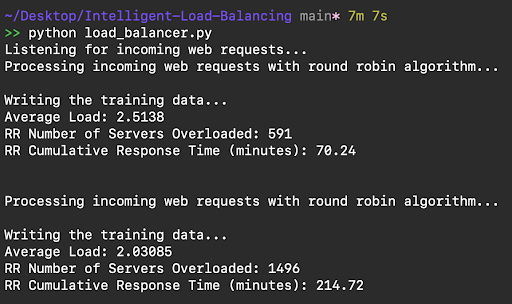 ~/Desktop/Intelligent-Load-Balancing main* 7m 7s
>> python load_balancer.py
Listening for incoming web requests...
Processing incoming web requests with round robin algorithm...
Writing the training data...
Average Load: 2.5138
RR Number of Servers Overloaded: 591
RR Cumulative Response Time (minutes): 70.24
Processing incoming web requests with round robin algorithm...
Writing the training data...
Average Load: 2.03085
RR Number of Servers Overloaded: 1496
RR Cumulative Response Time (minutes): 214.72